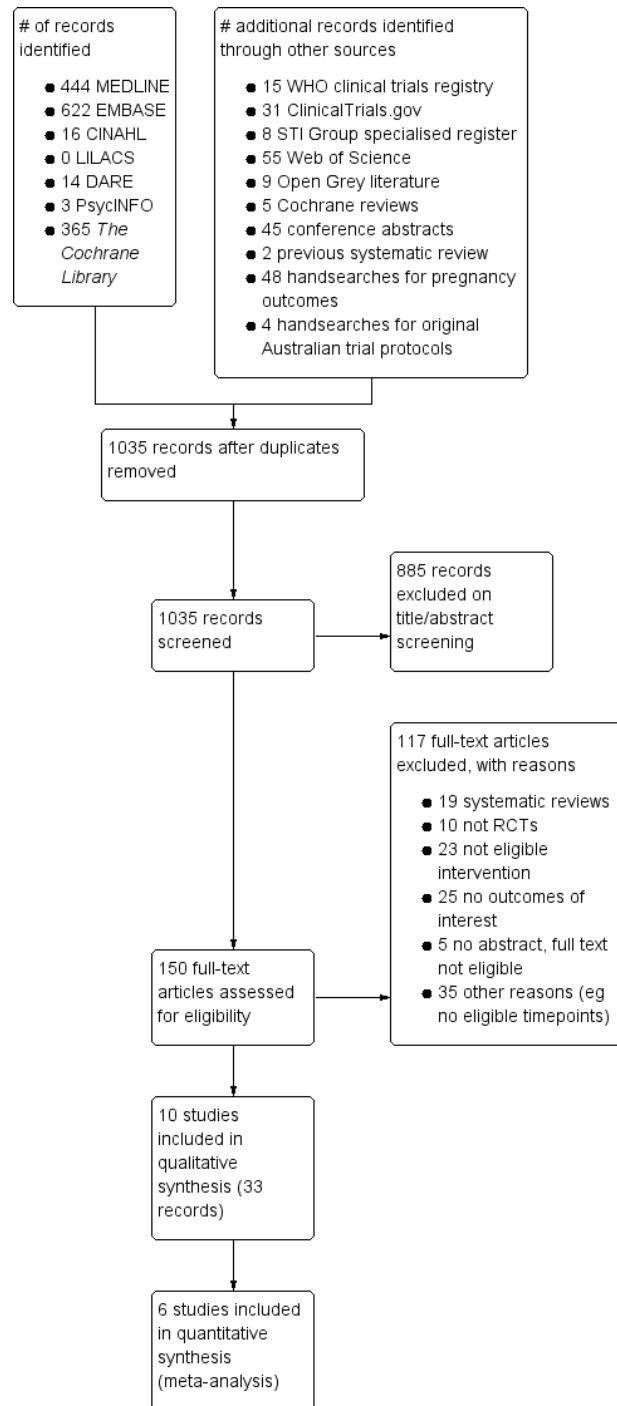 # of records
identified
● 444 MEDLINE
● 622 EMBASE
● 16 CINAHL
● 0 LILACS
● 14 DARE
● 3 PsycINFO
● 365 The
Cochrane
Library
# additional records identified
through other sources
● 15 WHO clinical trials registry
● 31 ClinicalTrials.gov
● 8 STI Group specialised register
● 55 Web of Science
● 9 Open Grey literature
● 5 Cochrane reviews
● 45 conference abstracts
● 2 previous systematic review
● 48 handsearches for pregnancy
outcomes
● 4 handsearches for original
Australian trial protocols
1035 records after duplicates
removed
1035 records
screened
885 records
excluded on
title/abstract
screening
117 full-text articles
excluded, with reasons
● 19 systematic reviews
● 10 not RCTs
● 23 not eligible
intervention
● 25 no outcomes of
interest
● 5 no abstract, full text
not eligible
● 35 other reasons (eg
no eligible timepoints)
150 full-text
articles assessed
for eligibility
10 studies
included in
qualitative
synthesis (33
records)
6 studies included
in quantitative
synthesis
(meta-analysis)